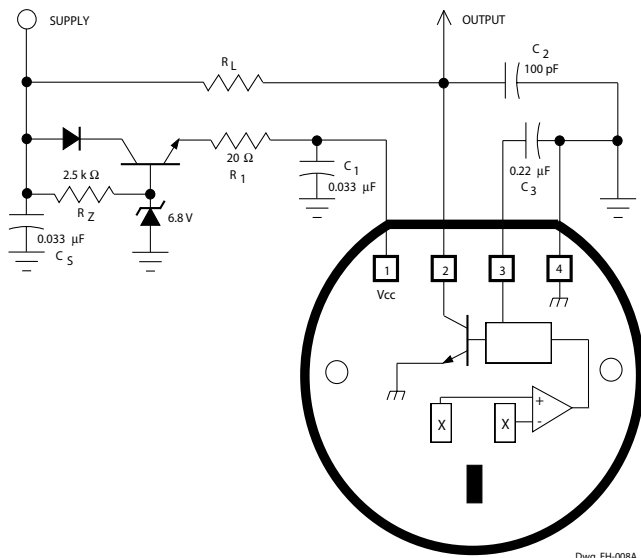 SUPPLY
OUTPUT
R L
C 2
100 pF
20 Ω
R 1
C 1
0.033 µF
0.22 µF
C 3
2.5 k Ω
R Z
6.8 V
0.033 µF
C S
1
2
3
4
Vcc
X
X
+
-
Dwg. EH-008A